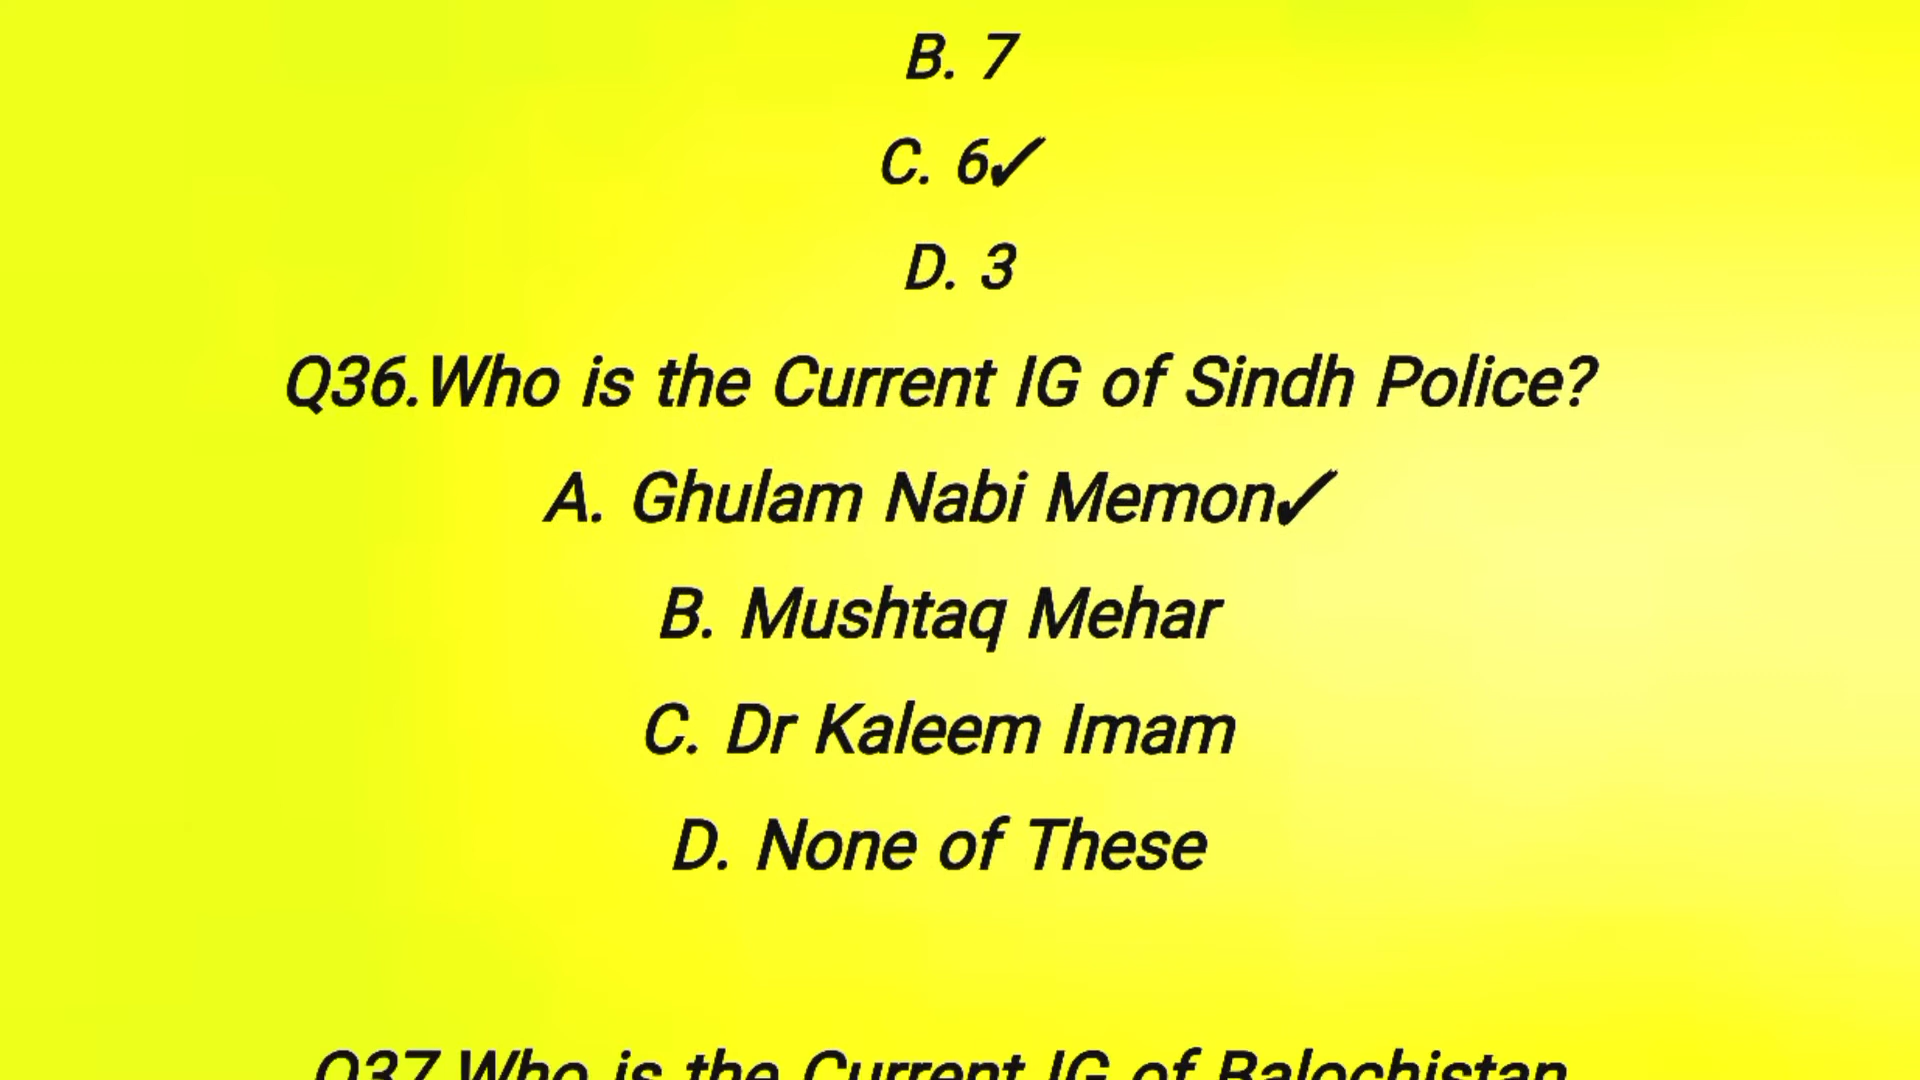 B. 7
C. 6✓
D. 3
Q36.Who is the Current IG of Sindh Police?
A. Ghulam Nabi Memon✓
B. Mushtaq Mehar
C. Dr Kaleem Imam
D. None of These
Q37.Who is the Current IG of Balochistan